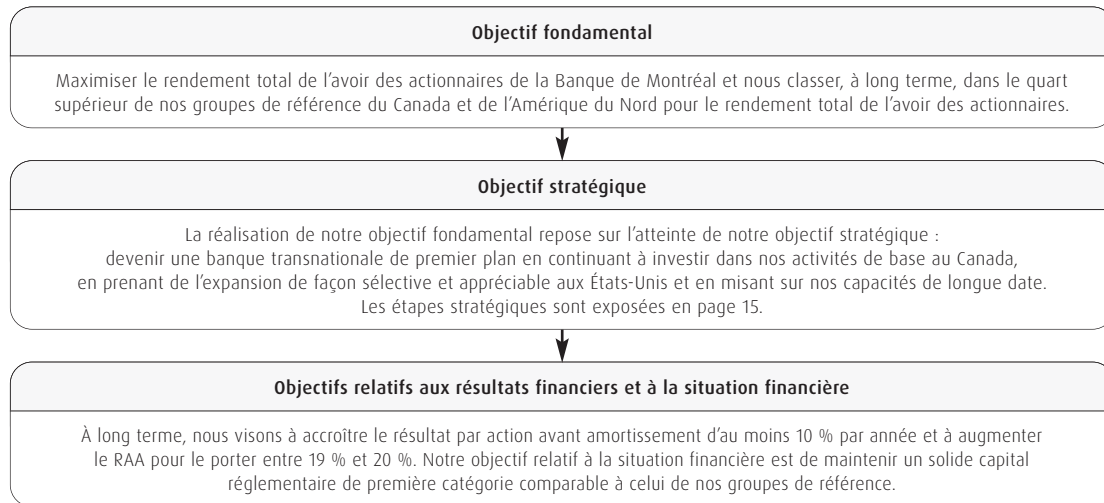 Objectif fondamental
Maximiser le rendement total de l’avoir des actionnaires de la Banque de Montréal et nous classer, à long terme, dans le quart
supérieur de nos groupes de référence du Canada et de l’Amérique du Nord pour le rendement total de l’avoir des actionnaires.
Objectif stratégique
La réalisation de notre objectif fondamental repose sur l’atteinte de notre objectif stratégique :
devenir une banque transnationale de premier plan en continuant à investir dans nos activités de base au Canada,
en prenant de l’expansion de façon sélective et appréciable aux États-Unis et en misant sur nos capacités de longue date.
Les étapes stratégiques sont exposées en page 15.
Objectifs relatifs aux résultats financiers et à la situation financière
À long terme, nous visons à accroître le résultat par action avant amortissement d’au moins 10 % par année et à augmenter
le RAA pour le porter entre 19 % et 20 %. Notre objectif relatif à la situation financière est de maintenir un solide capital
réglementaire de première catégorie comparable à celui de nos groupes de référence.